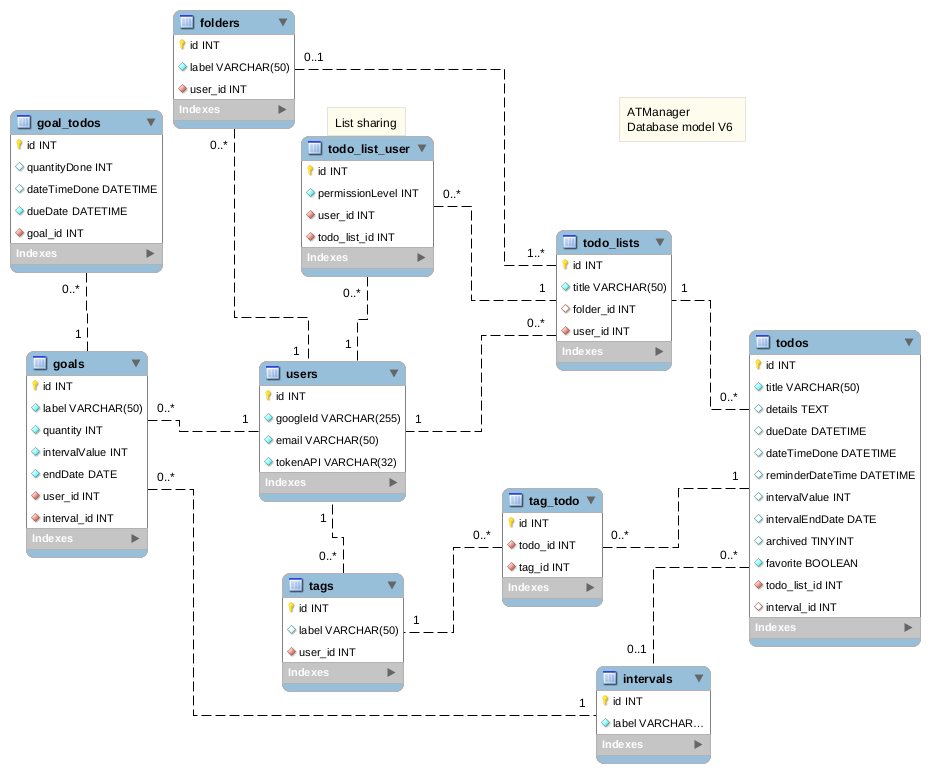 folders
id INT
label VARCHAR(50)
user_id INT
Indexes
0..1
0..*
goal_todos
id INT
quantityDone INT
dateTimeDone DATETIME
dueDate DATETIME
goal_id INT
Indexes
0..*
1
List sharing
todo_list_user
id INT
permissionLevel INT
user_id INT
todo_list_id INT
Indexes
0..*
0..*
1
1
ATManager
Database model V6
todo_lists
id INT
title VARCHAR(50)
folder_id INT
user_id INT
Indexes
1..*
1
0..*
1
goals
id INT
label VARCHAR(50)
quantity INT
intervalValue INT
endDate DATE
user_id INT
interval_id INT
Indexes
0..*
0..*
1
users
id INT
googleId VARCHAR(255)
email VARCHAR(50)
tokenAPI VARCHAR(32)
Indexes
1
1
0..*
todos
id INT
title VARCHAR(50)
details TEXT
dueDate DATETIME
dateTimeDone DATETIME
reminderDateTime DATETIME
intervalValue INT
intervalEndDate DATE
archived TINYINT
favorite BOOLEAN
todo_list_id INT
interval_id INT
Indexes
0..*
1
0..*
tag_todo
id INT
todo_id INT
tag_id INT
Indexes
0..*
0..*
tags
id INT
label VARCHAR(50)
user_id INT
Indexes
1
intervals
id INT
label VARCHAR...
Indexes
0..1
1